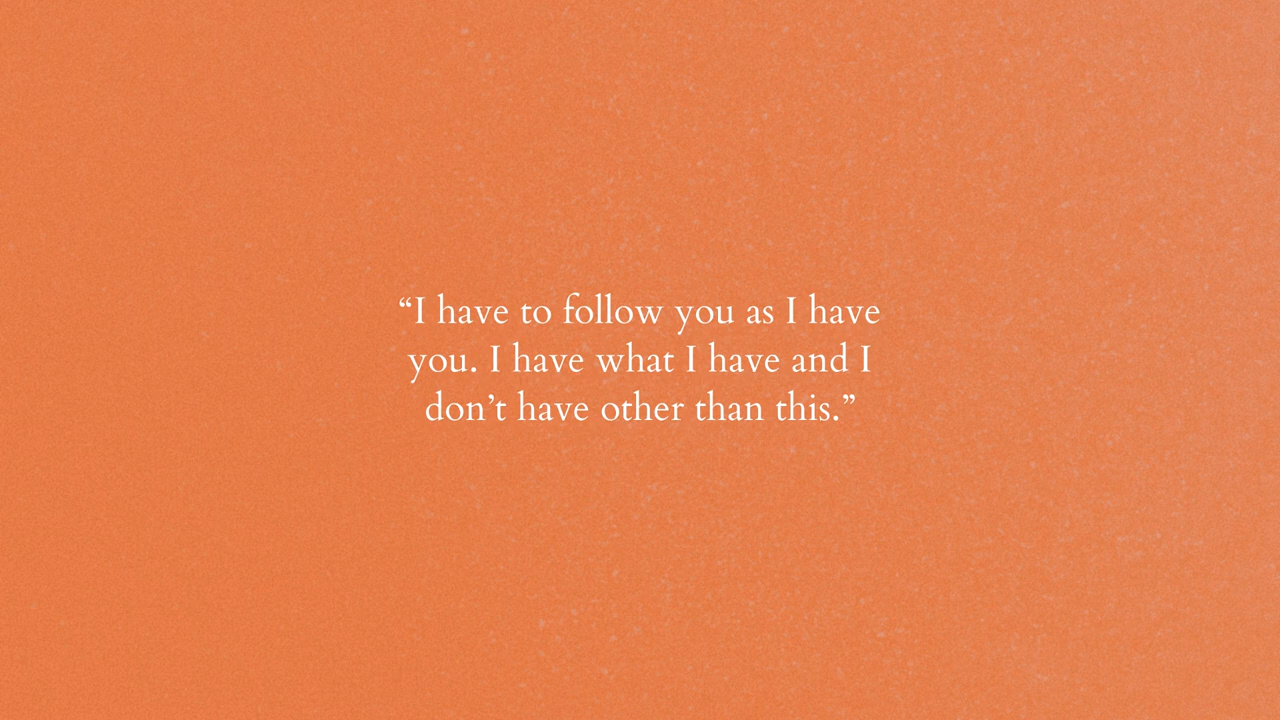 “I have to follow you as I have
you. I have what I have and I
don’t have other than this.”